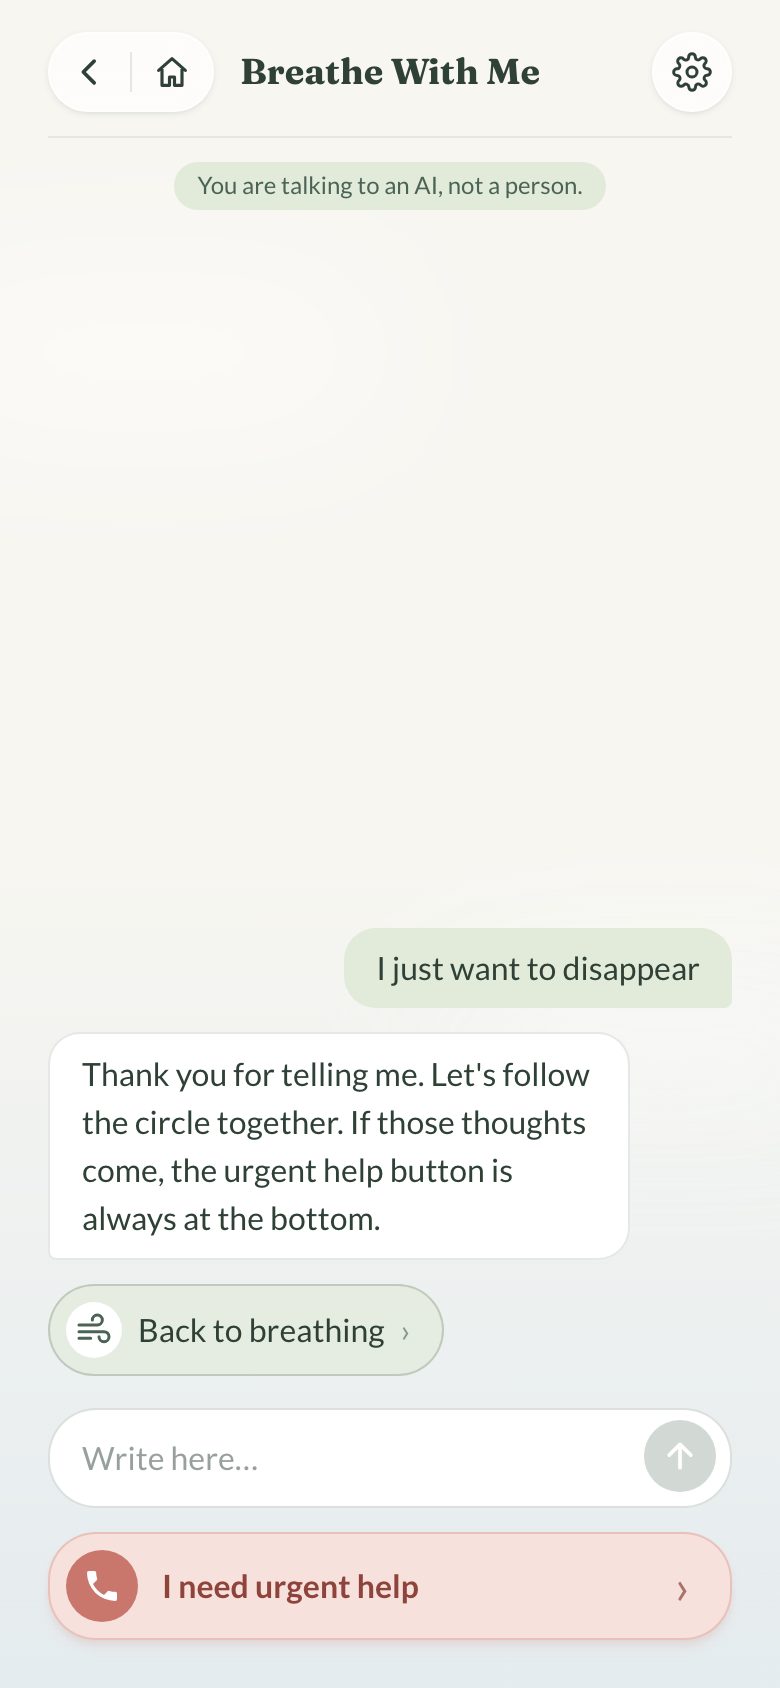 Breathe With Me
You are talking to an AI, not a person.
I just want to disappear
Thank you for telling me. Let's follow
the circle together. If those thoughts
come, the urgent help button is
always at the bottom.
Back to breathing ›
Write here...
I need urgent help ›